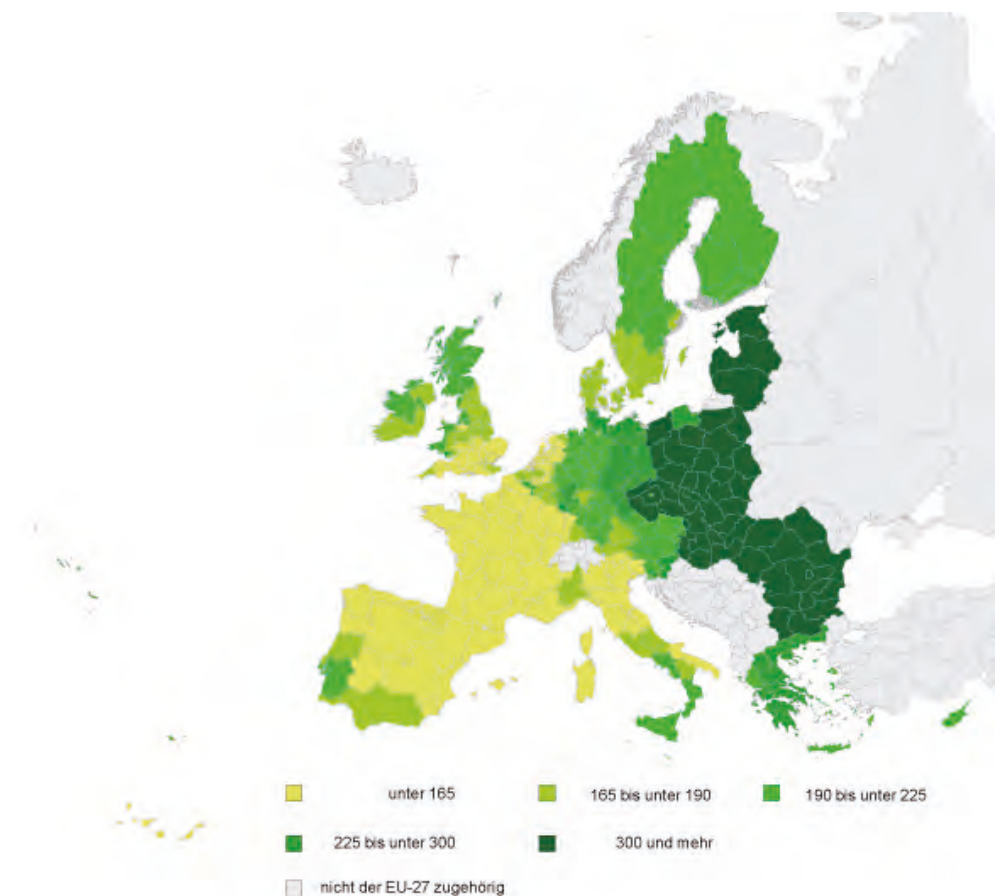 unter 165
165 bis unter 190
190 bis unter 225
225 bis unter 300
300 und mehr
nicht der EU-27 zugehörig